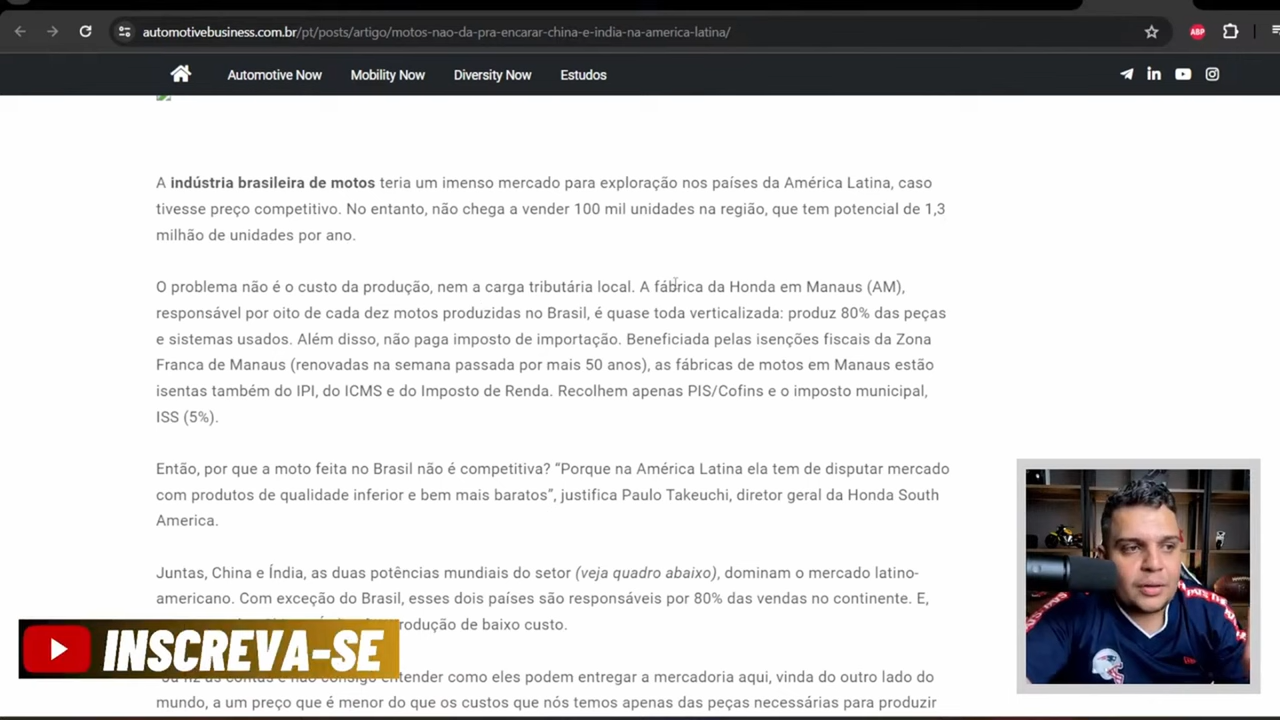 automotivebusiness.com.br/pt/posts/artigo/motos-nao-da-pra-encarar-china-e-india-na-america-latina/
ABP
Automotive Now Mobility Now Diversity Now Estudos
A indústria brasileira de motos teria um imenso mercado para exploração nos países da América Latina, caso
tivesse preço competitivo. No entanto, não chega a vender 100 mil unidades na região, que tem potencial de 1,3
milhão de unidades por ano.
O problema não é o custo da produção, nem a carga tributária local. A fábrica da Honda em Manaus (AM),
responsável por oito de cada dez motos produzidas no Brasil, é quase toda verticalizada: produz 80% das peças
e sistemas usados. Além disso, não paga imposto de importação. Beneficiada pelas isenções fiscais da Zona
Franca de Manaus (renovadas na semana passada por mais 50 anos), as fábricas de motos em Manaus estão
isentas também do IPI, do ICMS e do Imposto de Renda. Recolhem apenas PIS/Cofins e o imposto municipal,
ISS (5%).
Então, por que a moto feita no Brasil não é competitiva? “Porque na América Latina ela tem de disputar mercado
com produtos de qualidade inferior e bem mais baratos”, justifica Paulo Takeuchi, diretor geral da Honda South
America.
Juntas, China e Índia, as duas potências mundiais do setor (veja quadro abaixo), dominam o mercado latino-
americano. Com exceção do Brasil, esses dois países são responsáveis por 80% das vendas no continente. E,
produção de baixo custo.
entender como eles podem entregar a mercadoria aqui, vinda do outro lado do
mundo, a um preço que é menor do que os custos que nós temos apenas das peças necessárias para produzir
INSCREVA-SE